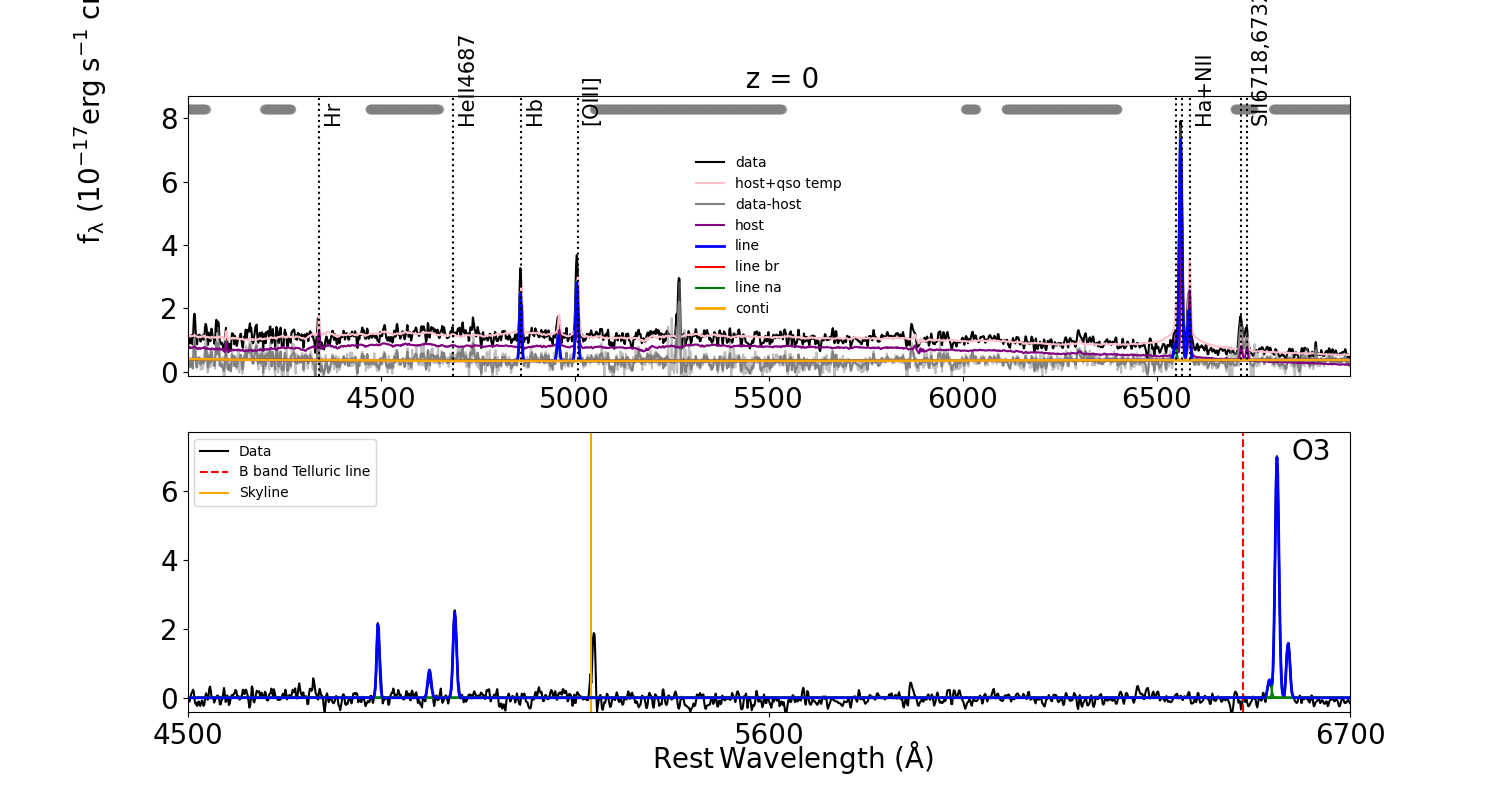 z = 0
fλ (10−17erg s−1 c
Hr
HeII4687
Hb
[OIII]
Ha+NII
SII6718,673
8
6
4
2
0
data
host+qso temp
data-host
host
line
line br
line na
conti
4500 5000 5500 6000 6500
Data
B band Telluric line
Skyline
O3
6
4
2
0
4500 5600 6700
Rest Wavelength (Å)